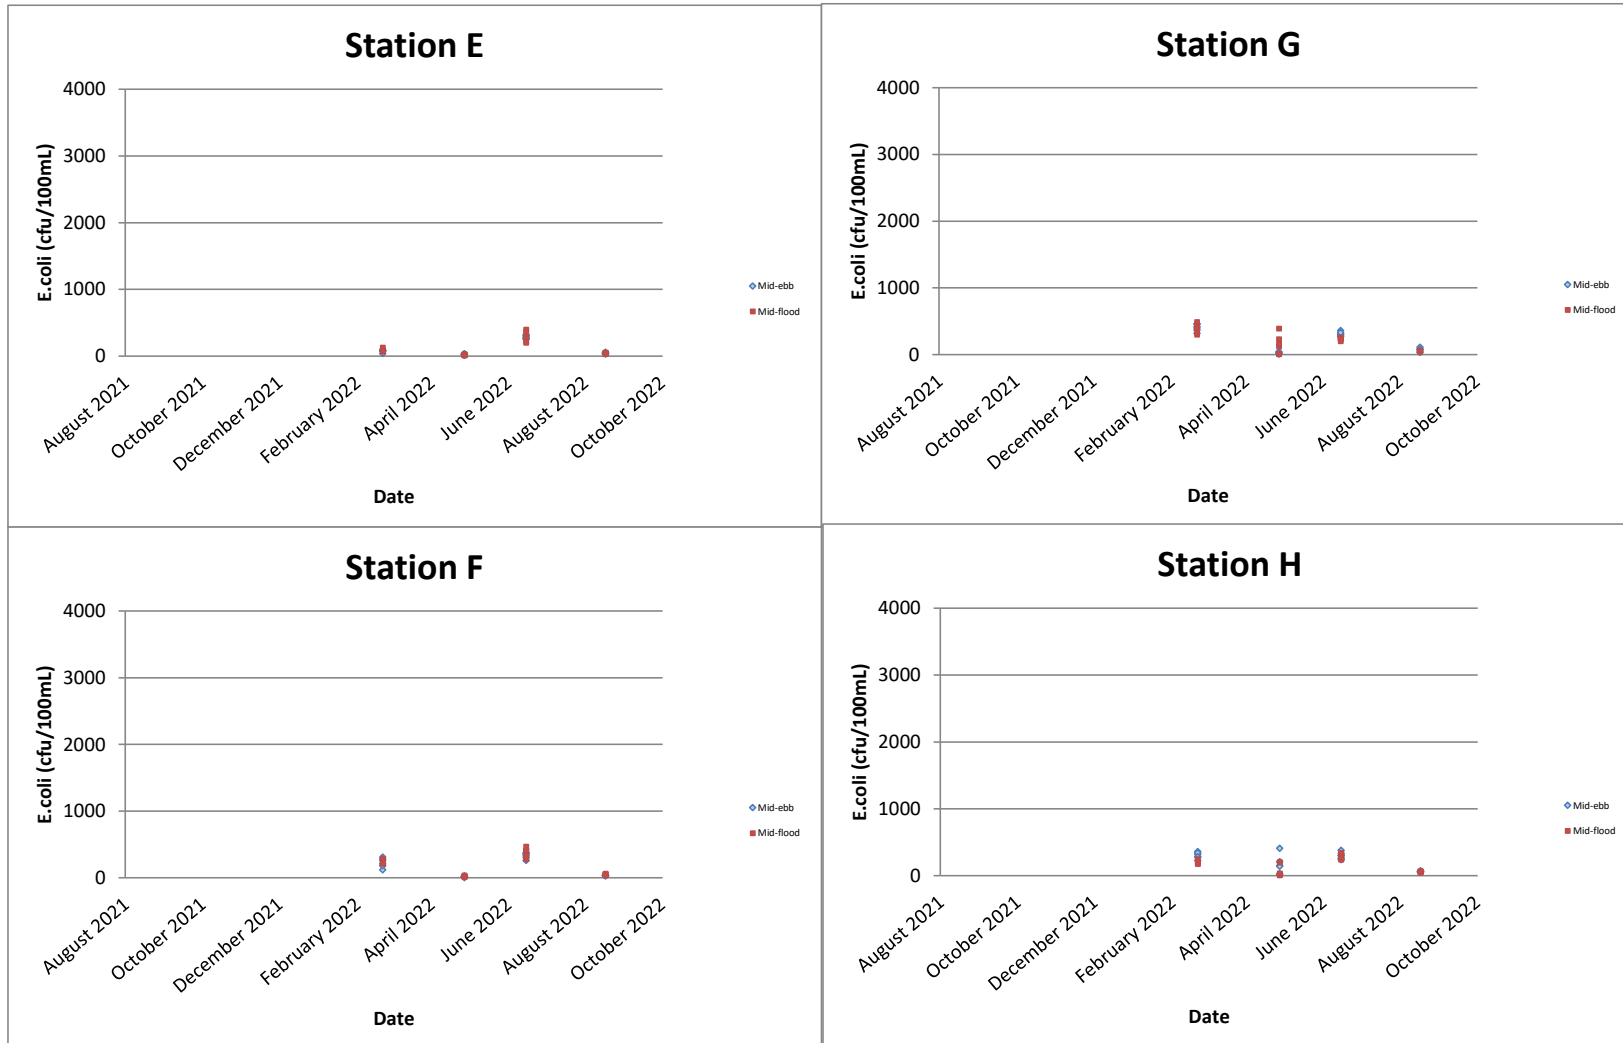 Station E
E.coli (cfu/100mL)
4000
3000
2000
1000
0
August 2021
October 2021
December 2021
February 2022
April 2022
June 2022
August 2022
October 2022
Date
Mid-ebb
Mid-flood
Station G
E.coli (cfu/100mL)
4000
3000
2000
1000
0
August 2021
October 2021
December 2021
February 2022
April 2022
June 2022
August 2022
October 2022
Date
Mid-ebb
Mid-flood
Station F
E.coli (cfu/100mL)
4000
3000
2000
1000
0
August 2021
October 2021
December 2021
February 2022
April 2022
June 2022
August 2022
October 2022
Date
Mid-ebb
Mid-flood
Station H
E.coli (cfu/100mL)
4000
3000
2000
1000
0
August 2021
October 2021
December 2021
February 2022
April 2022
June 2022
August 2022
October 2022
Date
Mid-ebb
Mid-flood